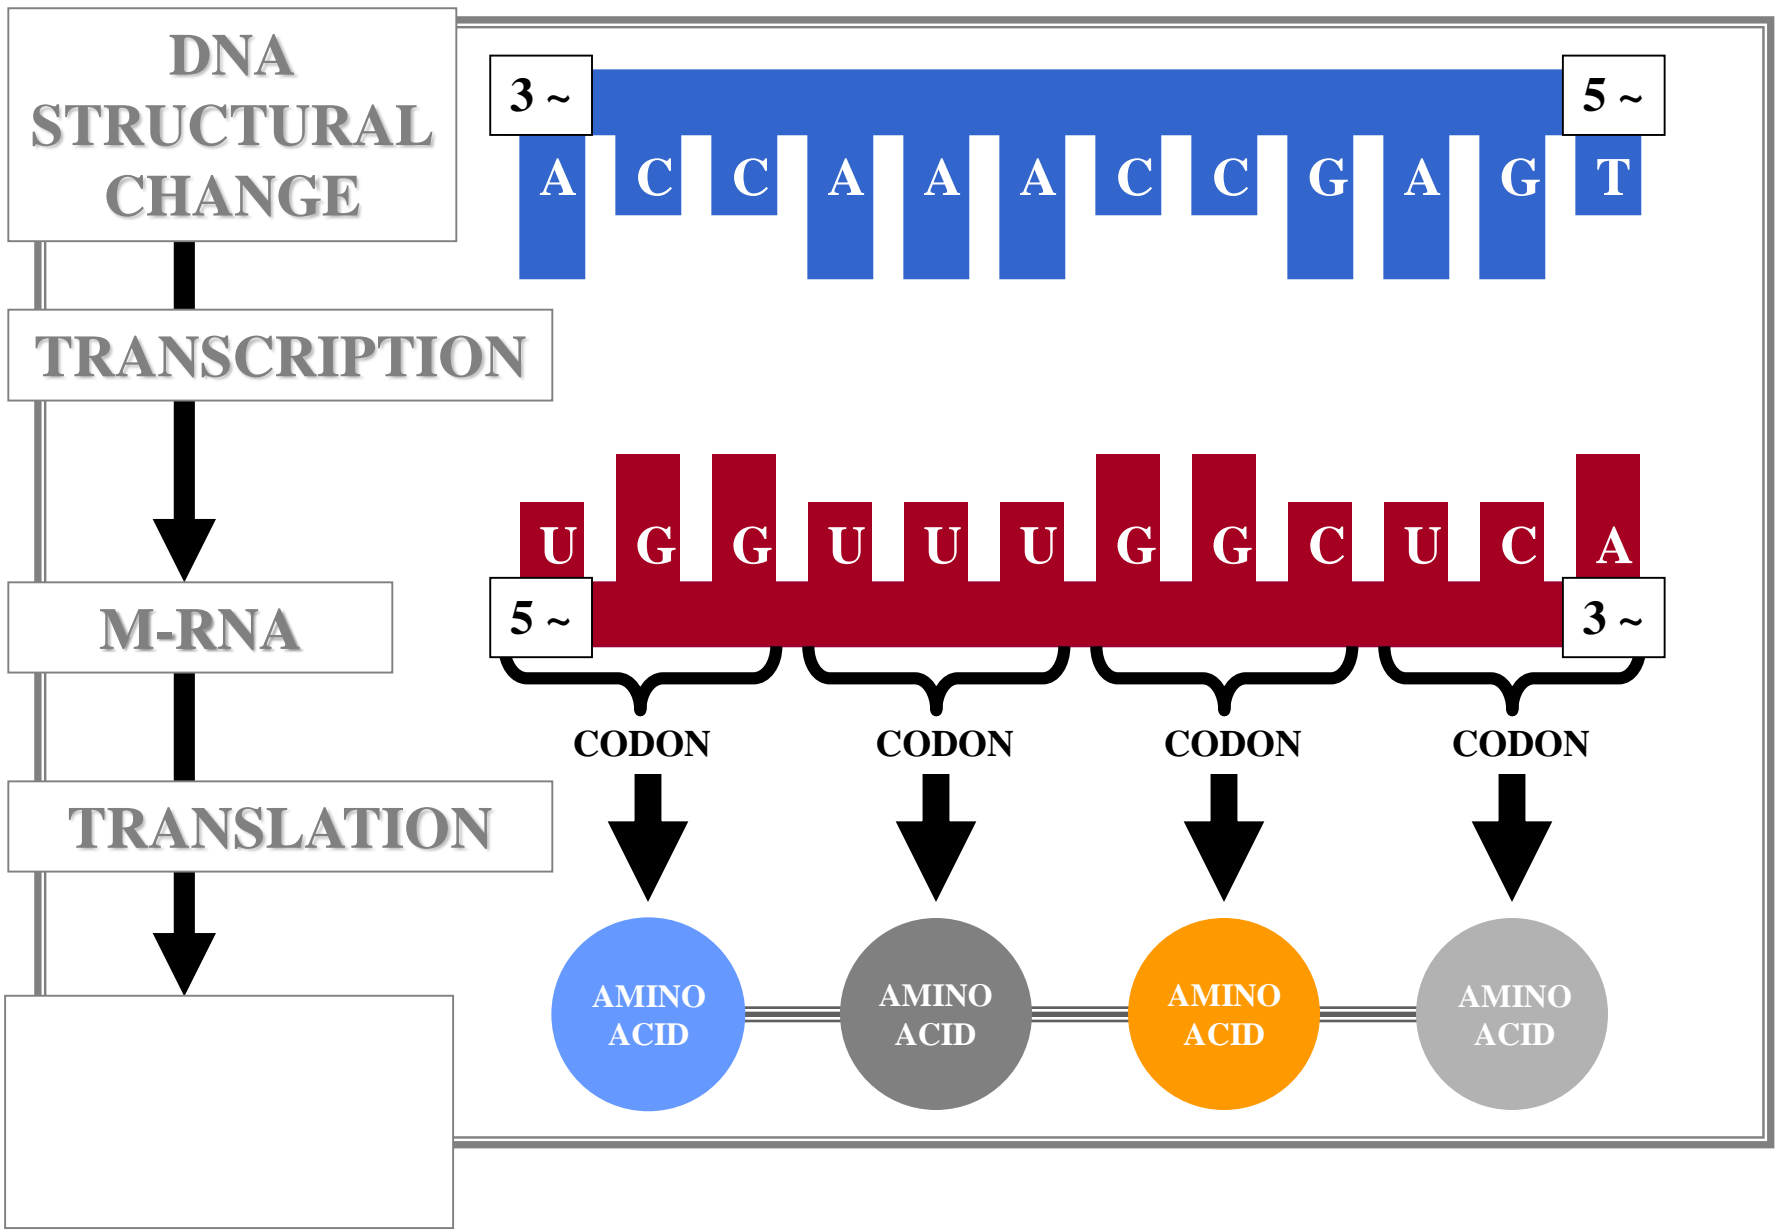 DNA
STRUCTURAL
CHANGE
3 ~
5 ~
A C C A A A C C G A G T
TRANSCRIPTION
U G G U U U G G C U C A
5 ~
3 ~
M-RNA
CODON CODON CODON CODON
TRANSLATION
AMINO
ACID
AMINO
ACID
AMINO
ACID
AMINO
ACID